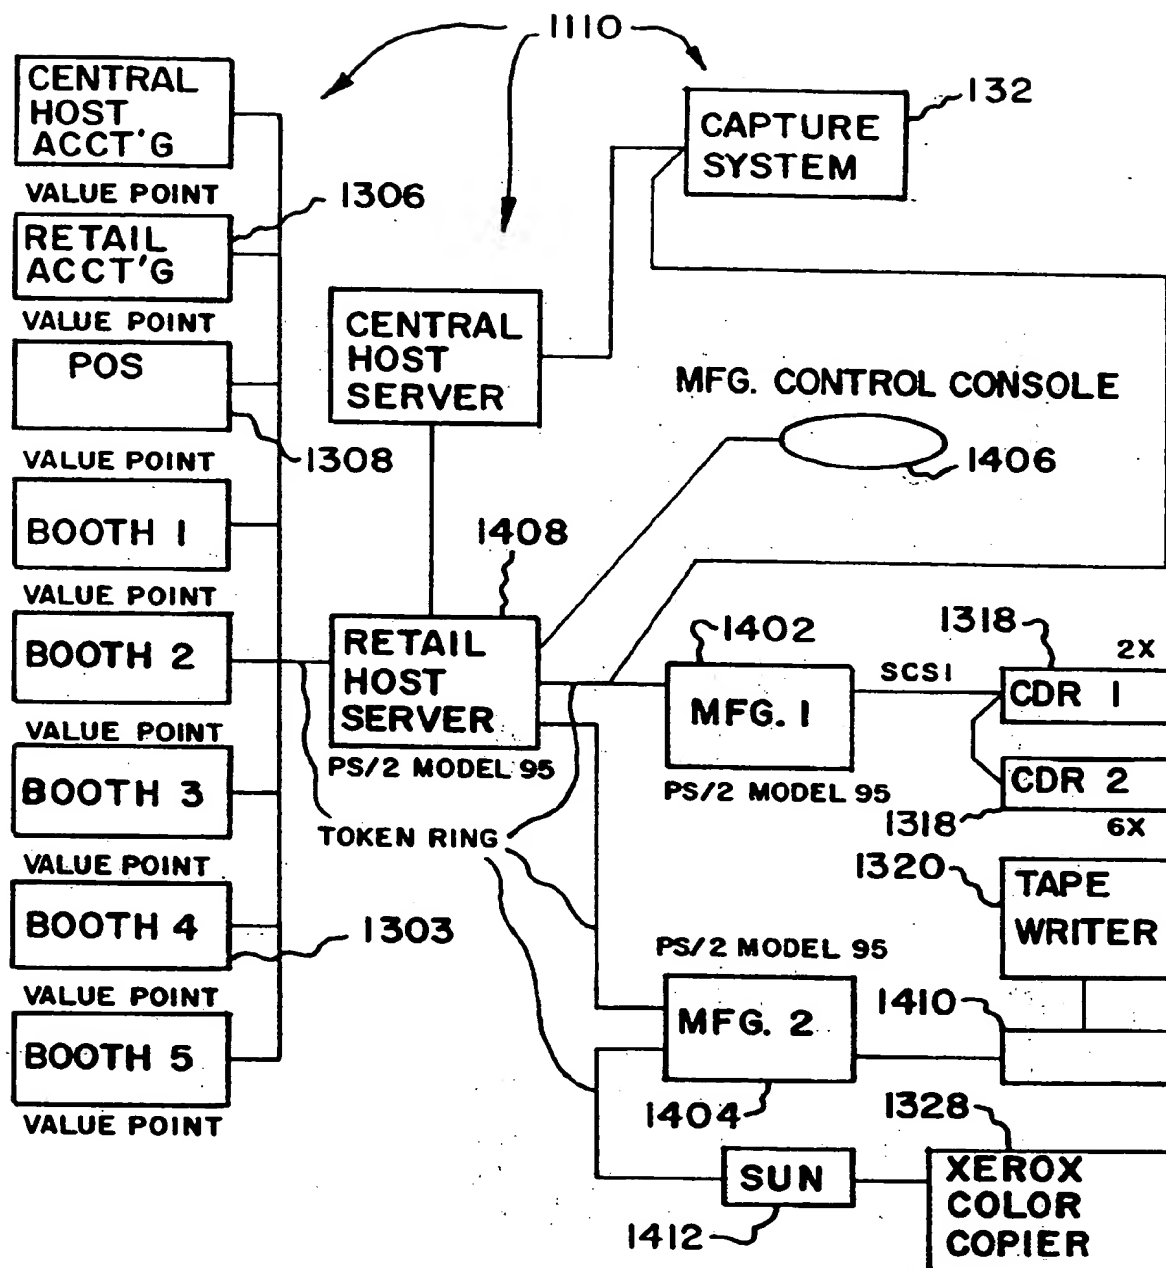 1110
CENTRAL
HOST
ACCT'G
VALUE POINT
1306
RETAIL
ACCT'G
VALUE POINT
POS
1308
VALUE POINT
BOOTH 1
VALUE POINT
BOOTH 2
VALUE POINT
BOOTH 3
VALUE POINT
BOOTH 4
1303
VALUE POINT
BOOTH 5
VALUE POINT
132
CAPTURE
SYSTEM
CENTRAL
HOST
SERVER
MFG. CONTROL CONSOLE
1406
1408
RETAIL
HOST
SERVER
PS/2 MODEL 95
TOKEN RING
1402
MFG. 1
PS/2 MODEL 95
SCSI
1318
2X
CDR 1
CDR 2
1318
6X
1320
TAPE
WRITER
PS/2 MODEL 95
MFG. 2
1404
1410
SUN
1412
1328
XEROX
COLOR
COPIER